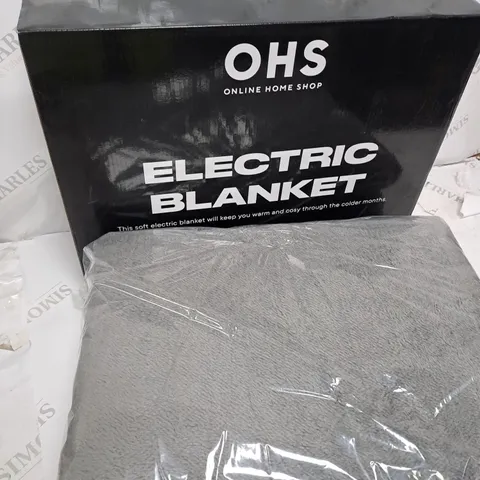 OHS
ONLINE HOME SHOP
ELECTRIC
BLANKET
This soft electric blanket will keep you warm and cosy through the colder months.